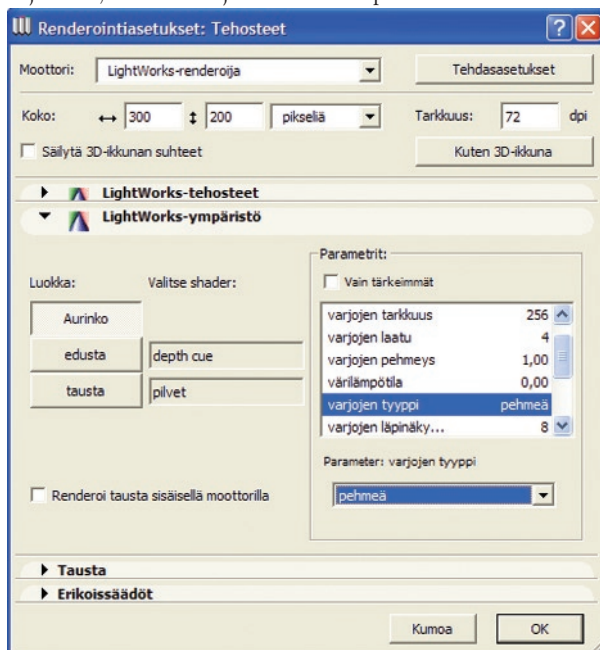 Renderointiasetukset: Tehosteet
Moottori: LightWorks-renderoija Tehdasasetukset
Koko: 300 200 pikseliä Tarkkuus: 72 dpi
Säilytä 3D-ikkunan suhteet Kuten 3D-ikkuna
LightWorks-tehosteet
LightWorks-ympäristö
Luokka: Valitse shader:
Aurinko
edusta depth cue
tausta pilvet
Renderoi tausta sisäisellä moottorilla
Parametrit:
Vain tärkeimmät
varjojen tarkkuus 256
varjojen laatu 4
varjojen pehmeys 1,00
värilämpötila 0,00
varjojen tyyppi pehmeä
varjojen läpinäky... 8
Parameter: varjojen tyyppi
pehmeä
Tausta
Erikoissäädöt
Kumoa OK